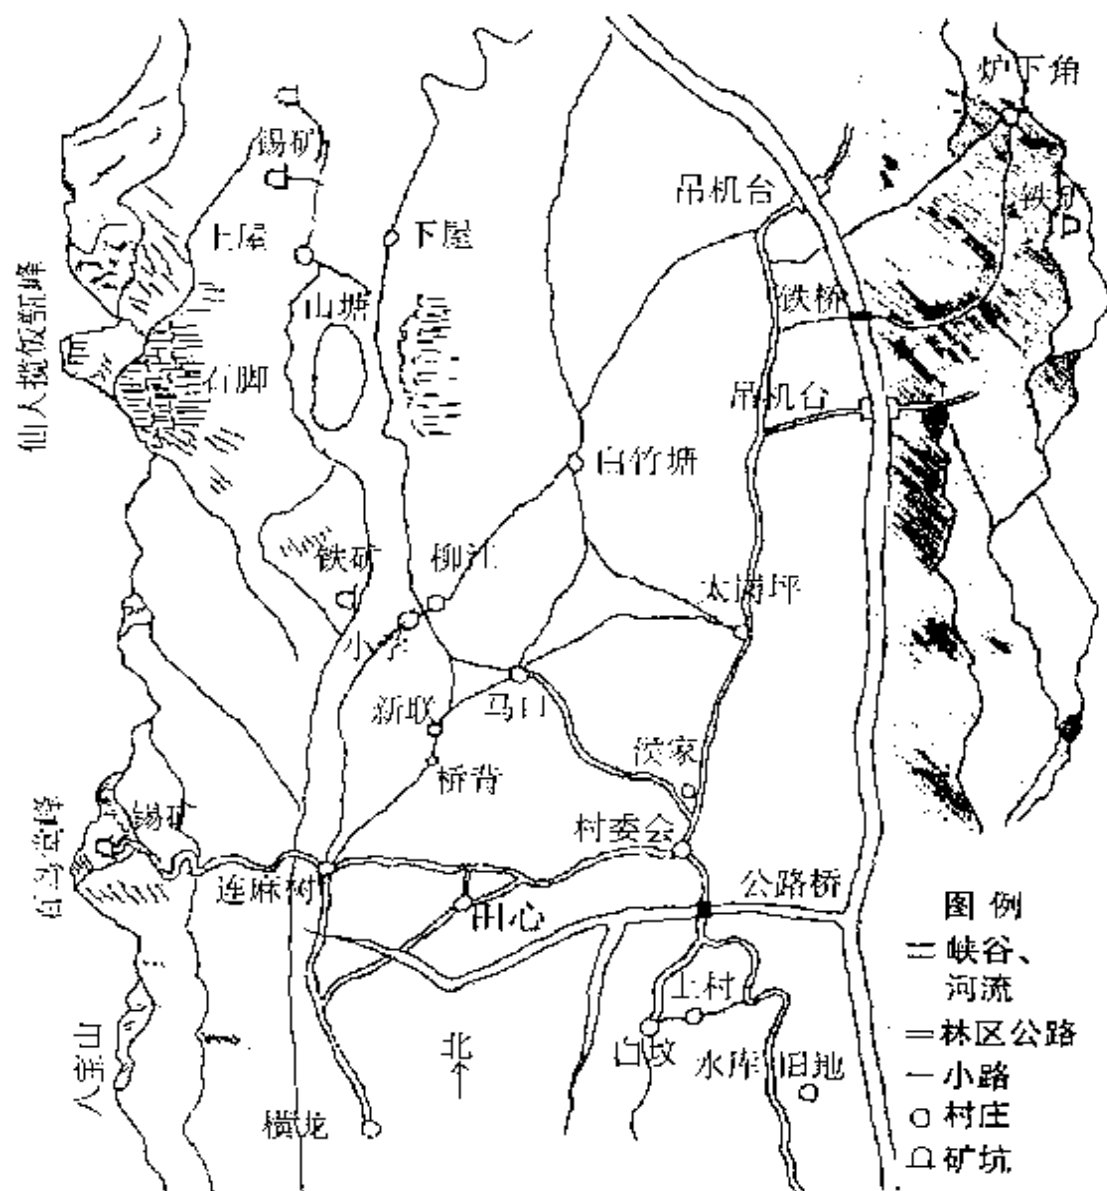 炉下角
锡矿
吊机台
铁矿
上屋
下屋
山塘
铁桥
仙人揽饭甑峰
石脚
吊机台
白竹塘
铁矿
柳江
太岗坪
小学
新联
马口
侯家
桥背
锡矿
村委会
连麻树
田心
公路桥
图例
峡谷、
河流
林区公路
小路
村庄
矿坑
上村
北
白坟
水库旧地
八宝山
横龙